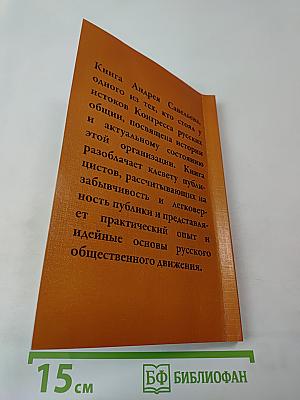 Книга Андрея Савельева,
одного из тех, кто стоял у
истоков Конгресса русских
общин, посвящена истории
и актуальному состоянию
этой организации. Книга
разоблачает клевету публи-
цистов, рассчитывающих на
забывчивость и легковер-
ность публики и представля-
ет практический опыт и
идейные основы русского
общественного движения.
15 см
БФ БИБЛИОФАН